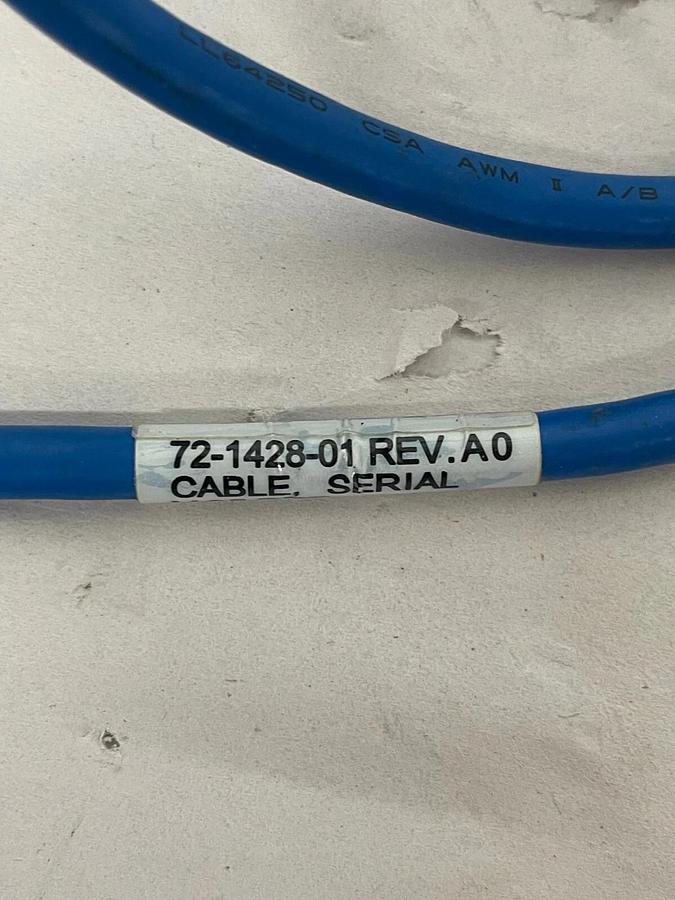 LL64250 CSA AWM II A/B
72-1428-01 REV.A0
CABLE, SERIAL